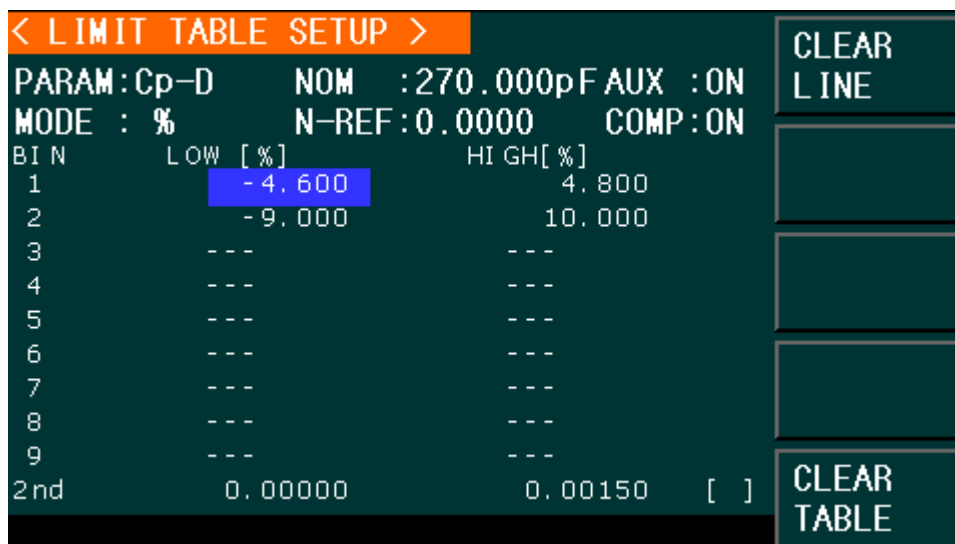 < LIMIT TABLE SETUP >
PARAM:Cp-D NOM :270.000pF AUX :ON
MODE : % N-REF:0.0000 COMP:ON
BIN LOW [%] HIGH[%]
1 -4.600 4.800
2 -9.000 10.000
3 --- ---
4 --- ---
5 --- ---
6 --- ---
7 --- ---
8 --- ---
9 --- ---
2nd 0.00000 0.00150 [ ]
CLEAR
LINE
CLEAR
TABLE